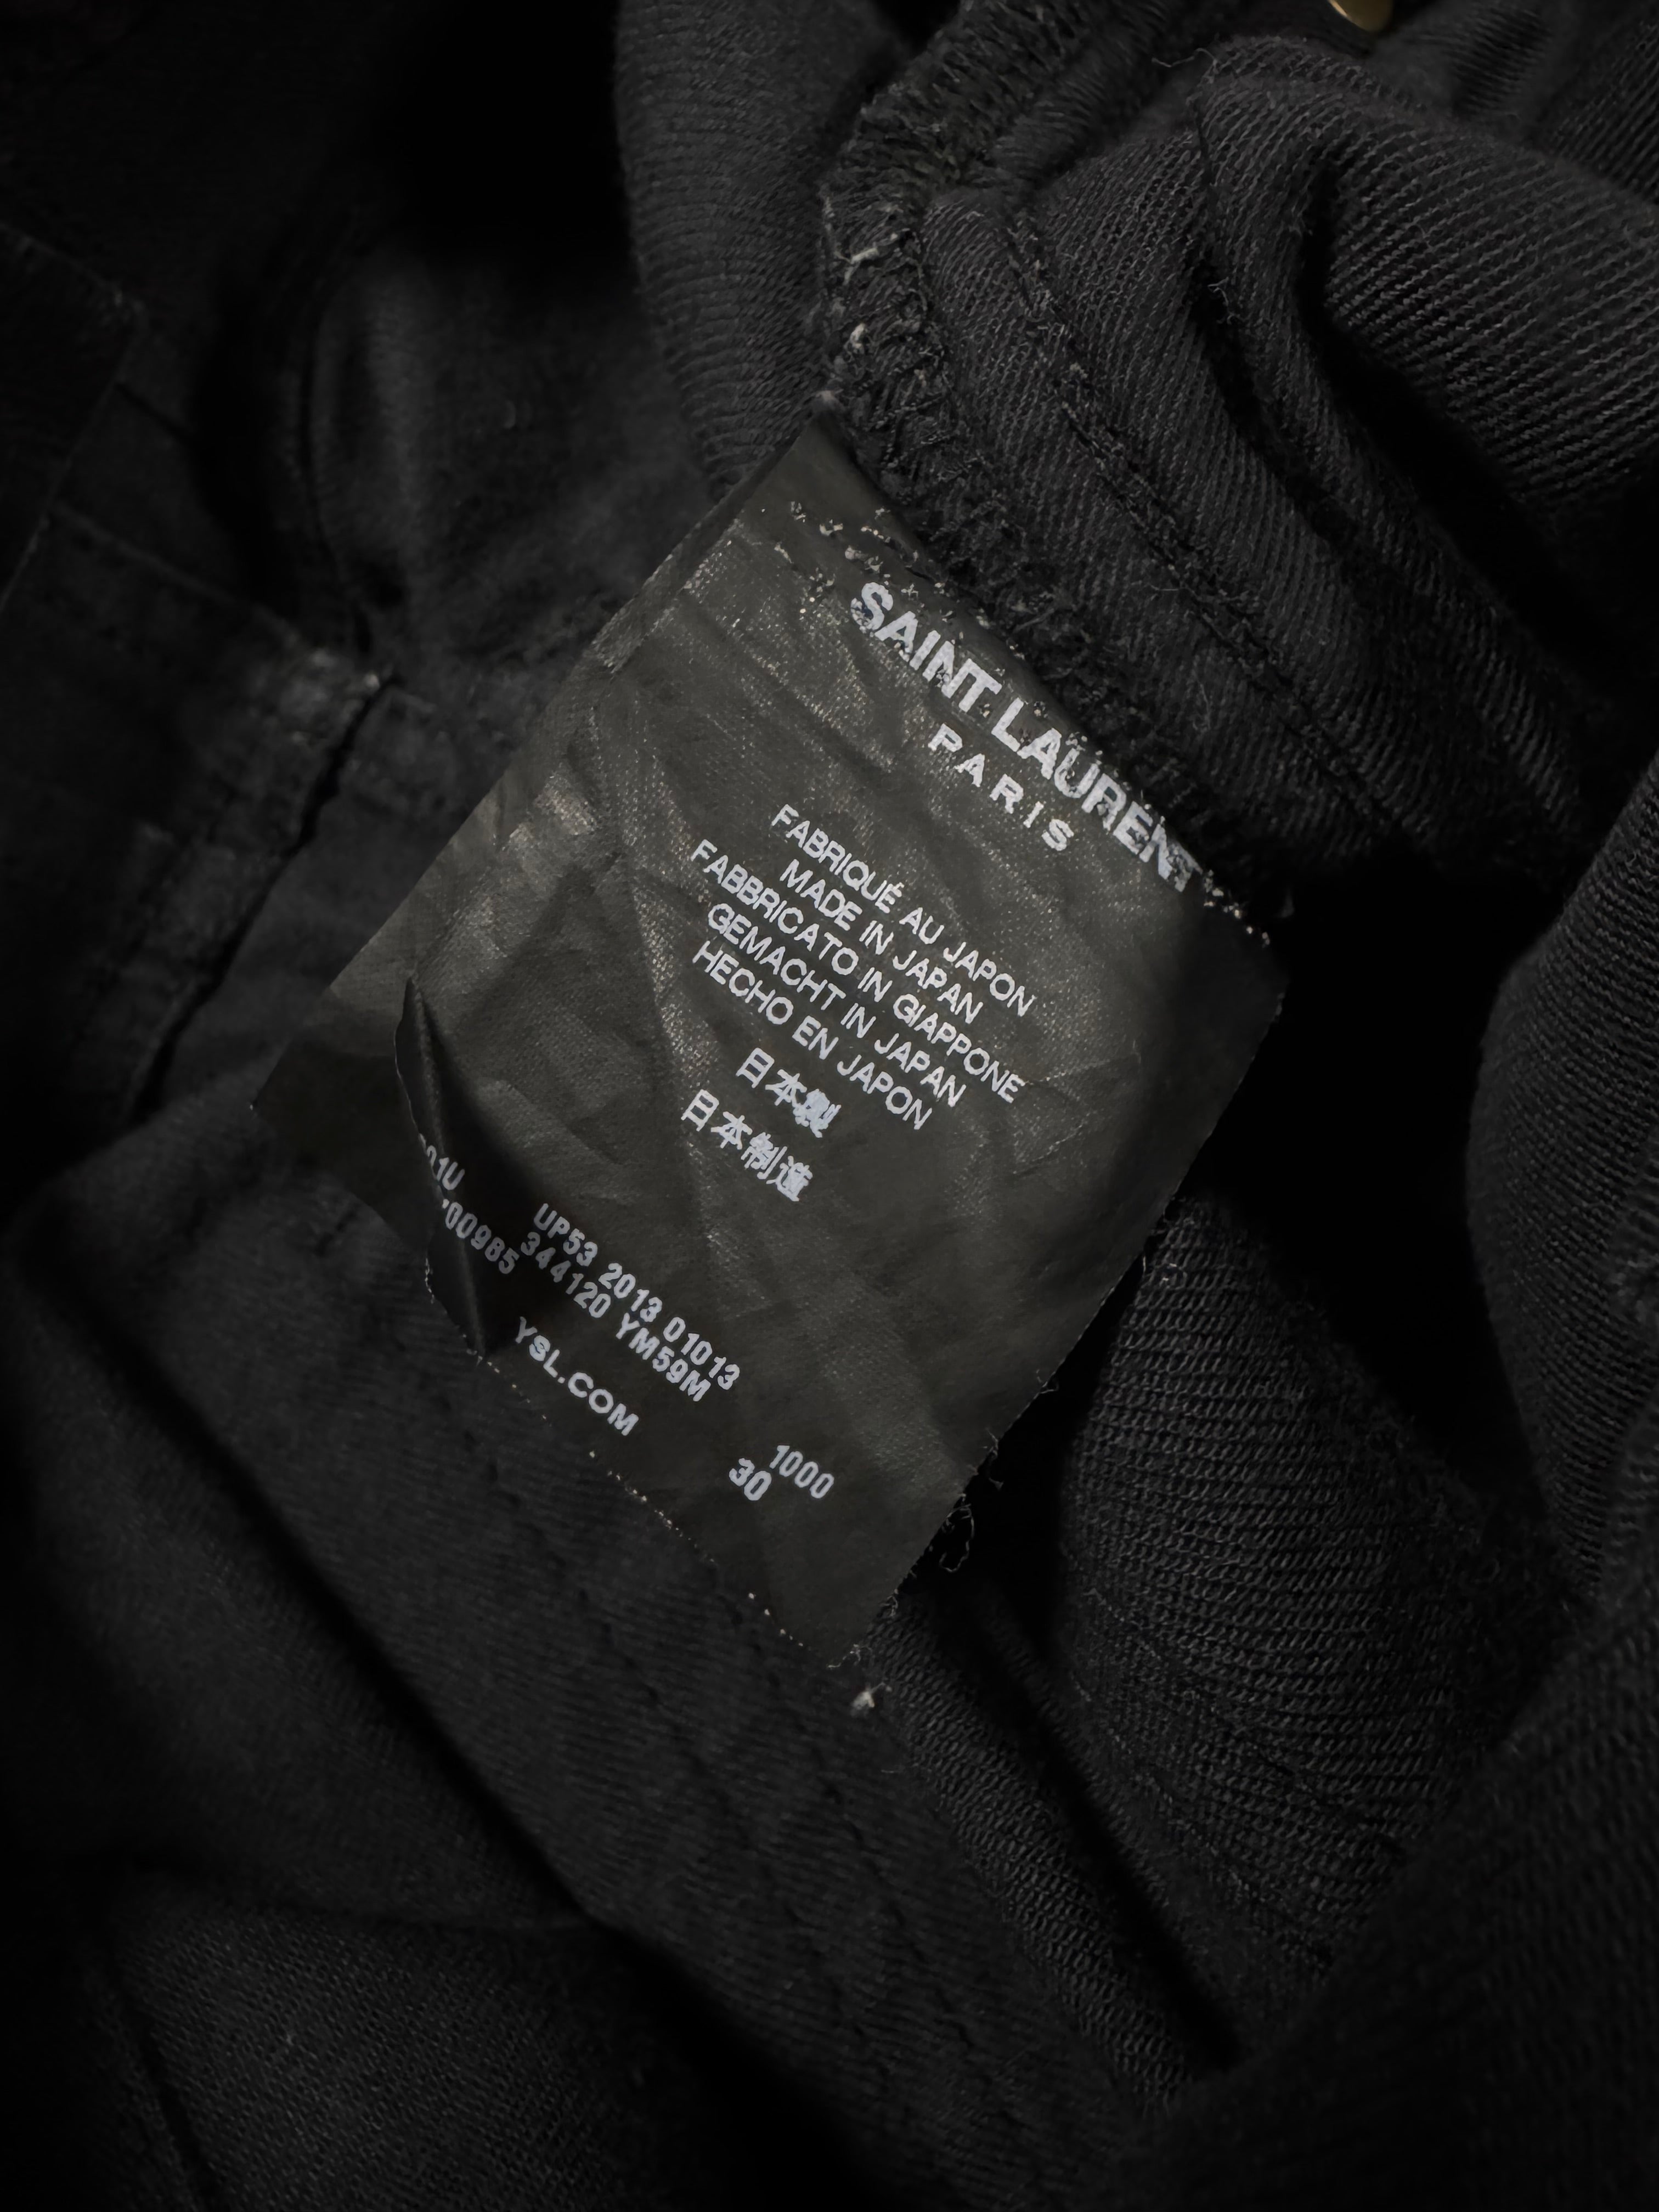 SAINT LAURENT
PARIS
FABRIQUÉ AU JAPON
MADE IN JAPAN
FABBRICATO IN GIAPPONE
GEMACHT IN JAPAN
HECHO EN JAPON
日本製
日本制造
UP53 2013 01013
344120 YM59M
1000
30
YSL.COM